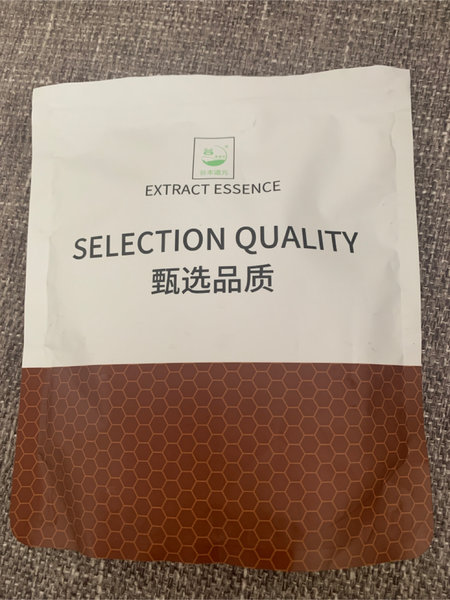 EXTRACT ESSENCE
SELECTION QUALITY
甄选品质